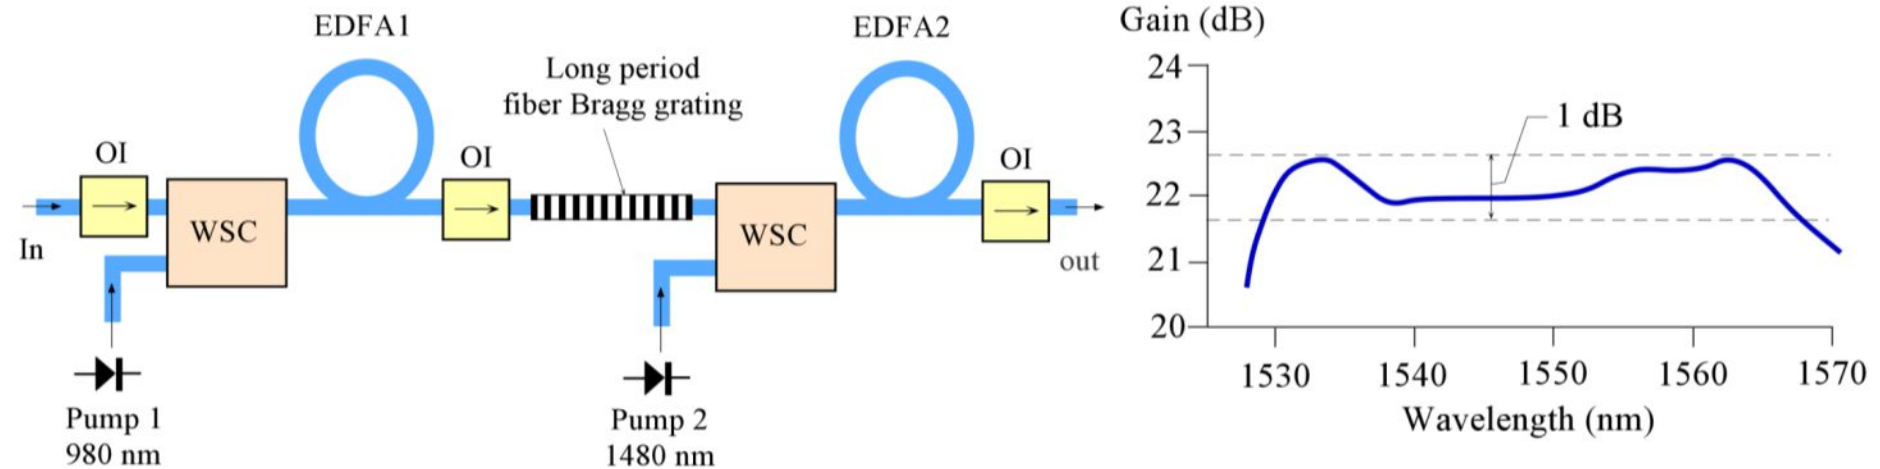 EDFA1
EDFA2
Long period
fiber Bragg grating
OI
OI
OI
WSC
WSC
In
out
Pump 1
980 nm
Pump 2
1480 nm
Gain (dB)
24
23
22
21
20
1 dB
1530
1540
1550
1560
1570
Wavelength (nm)